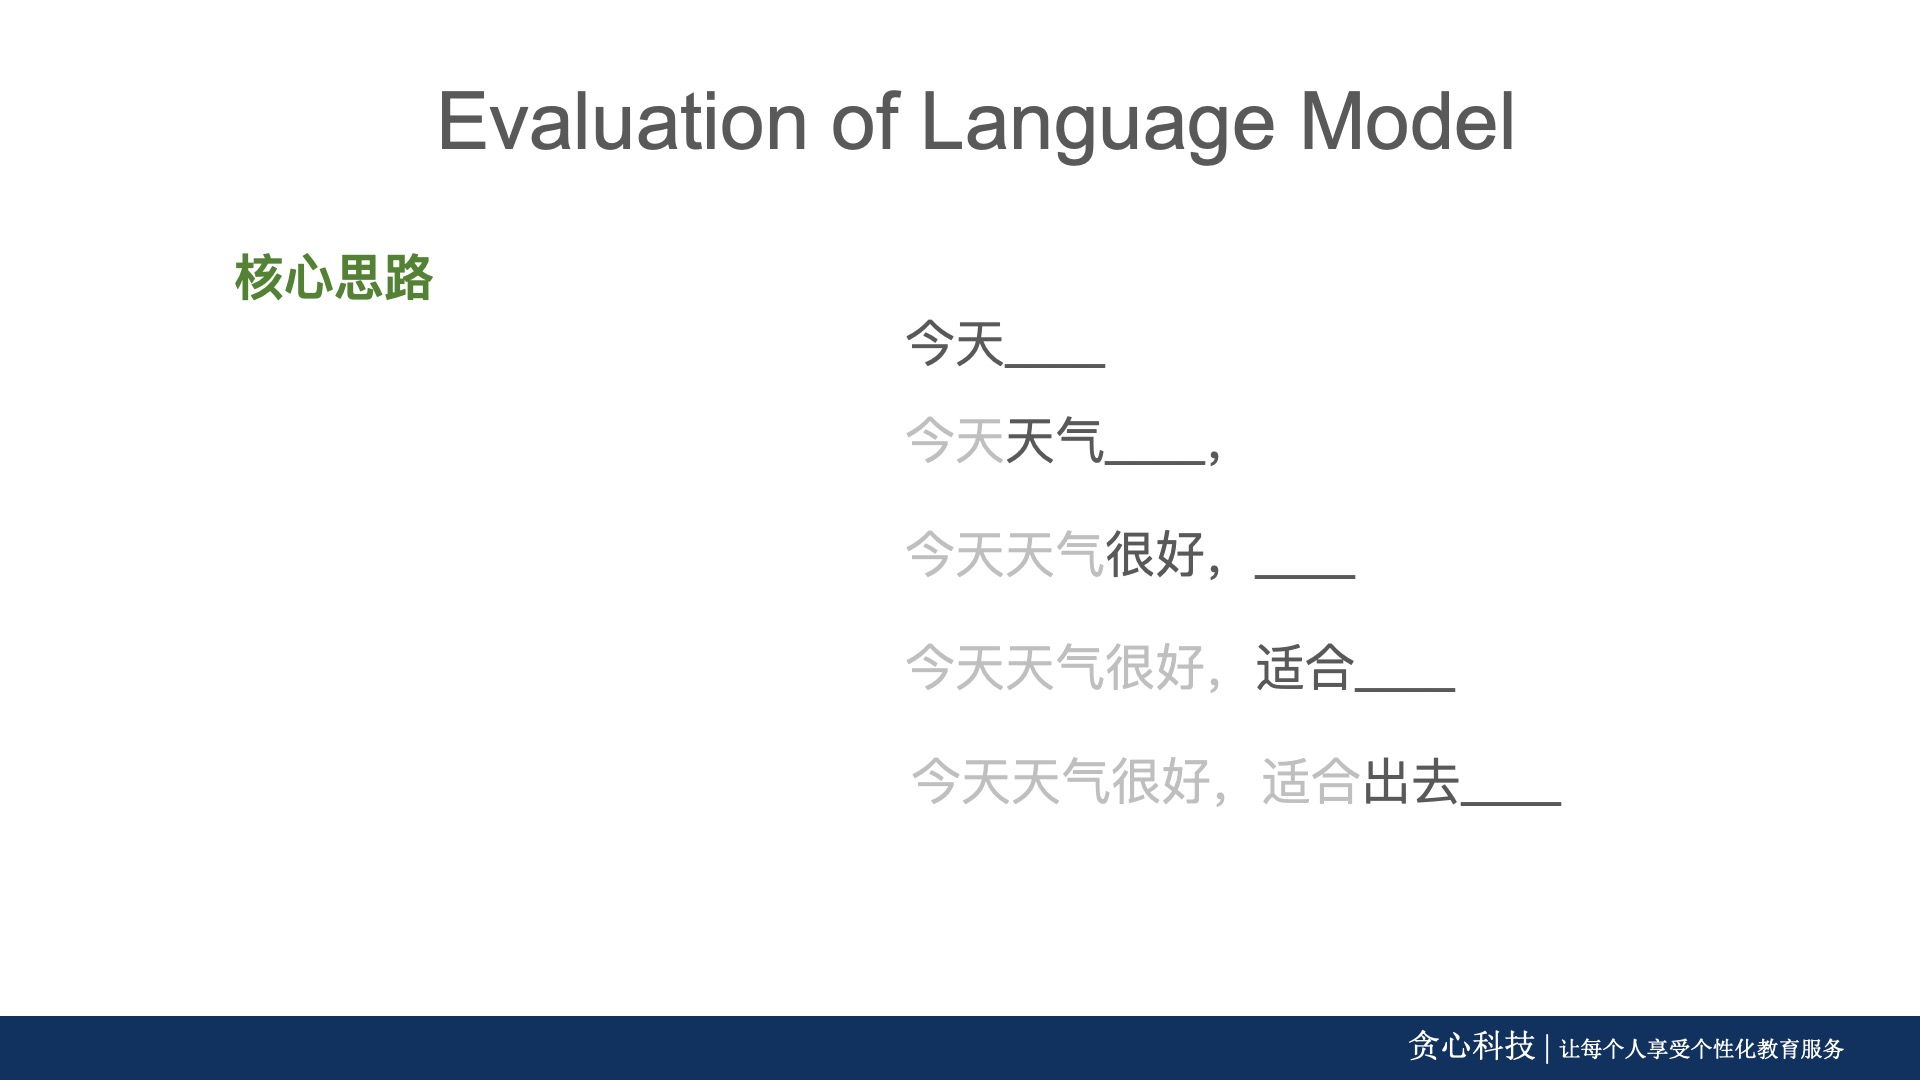 Evaluation of Language Model
核心思路
今天____
今天天气____，
今天天气很好，____
今天天气很好，适合____
今天天气很好，适合出去____
贪心科技 | 让每个人享受个性化教育服务